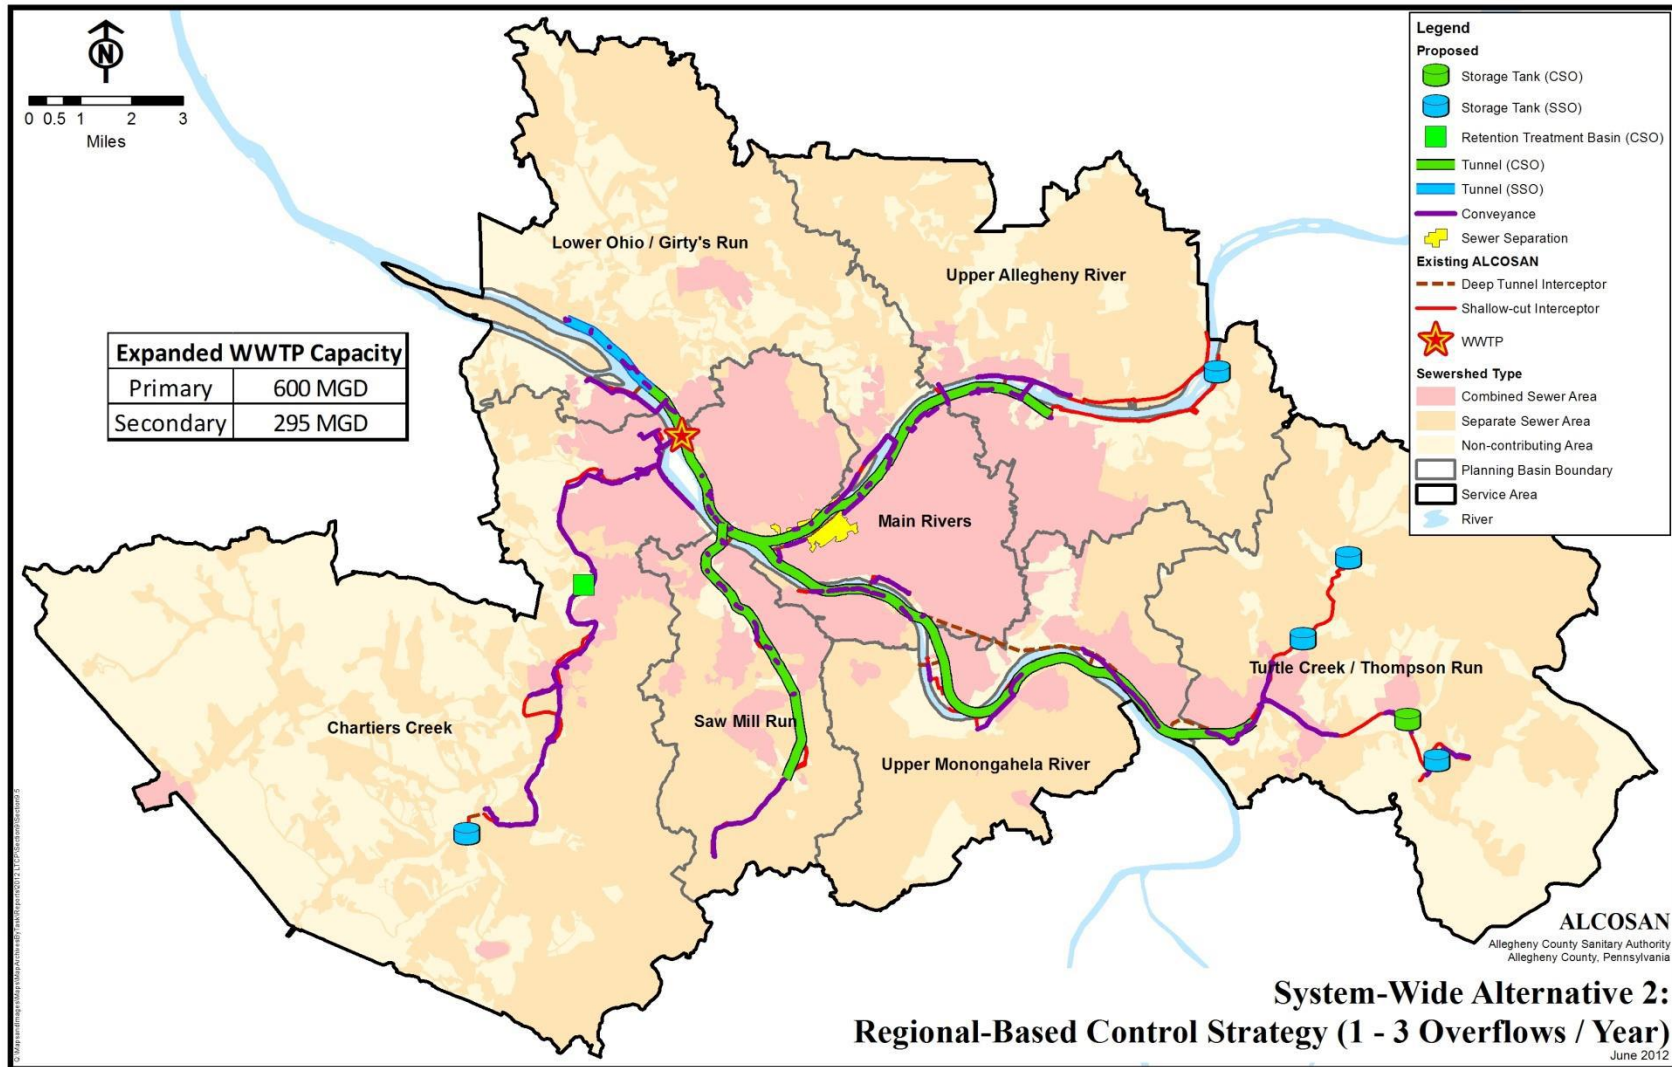 N
0 0.5 1 2 3
Miles
Expanded WWTP Capacity
Primary 600 MGD
Secondary 295 MGD
Lower Ohio / Girty's Run
Upper Allegheny River
Main Rivers
Turtle Creek / Thompson Run
Chartiers Creek
Saw Mill Run
Upper Monongahela River
Legend
Proposed
Storage Tank (CSO)
Storage Tank (SSO)
Retention Treatment Basin (CSO)
Tunnel (CSO)
Tunnel (SSO)
Conveyance
Sewer Separation
Existing ALCOSAN
Deep Tunnel Interceptor
Shallow-cut Interceptor
WWTP
Sewershed Type
Combined Sewer Area
Separate Sewer Area
Non-contributing Area
Planning Basin Boundary
Service Area
River
ALCOSAN
Allegheny County Sanitary Authority
Allegheny County, Pennsylvania
System-Wide Alternative 2:
Regional-Based Control Strategy (1 - 3 Overflows / Year)
June 2012